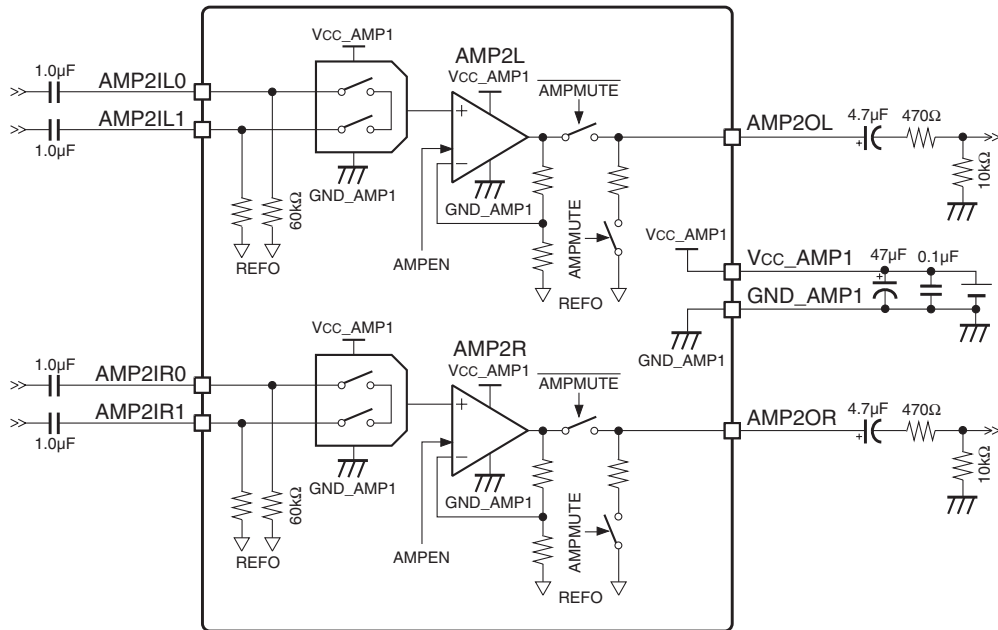 VCC_AMP1
AMP2L
VCC_AMP1
1.0µF
AMP2IL0
AMPMUTE
AMP2IL1
1.0µF
+
−
AMP2OL
4.7µF
+
470Ω
10kΩ
GND_AMP1
GND_AMP1
60kΩ
REFO
AMPEN
AMPMUTE
REFO
VCC_AMP1
VCC_AMP1
47µF
+
0.1µF
GND_AMP1
GND_AMP1
VCC_AMP1
AMP2R
VCC_AMP1
1.0µF
AMP2IR0
AMPMUTE
AMP2IR1
1.0µF
+
−
AMP2OR
4.7µF
+
470Ω
10kΩ
GND_AMP1
GND_AMP1
60kΩ
REFO
AMPEN
AMPMUTE
REFO